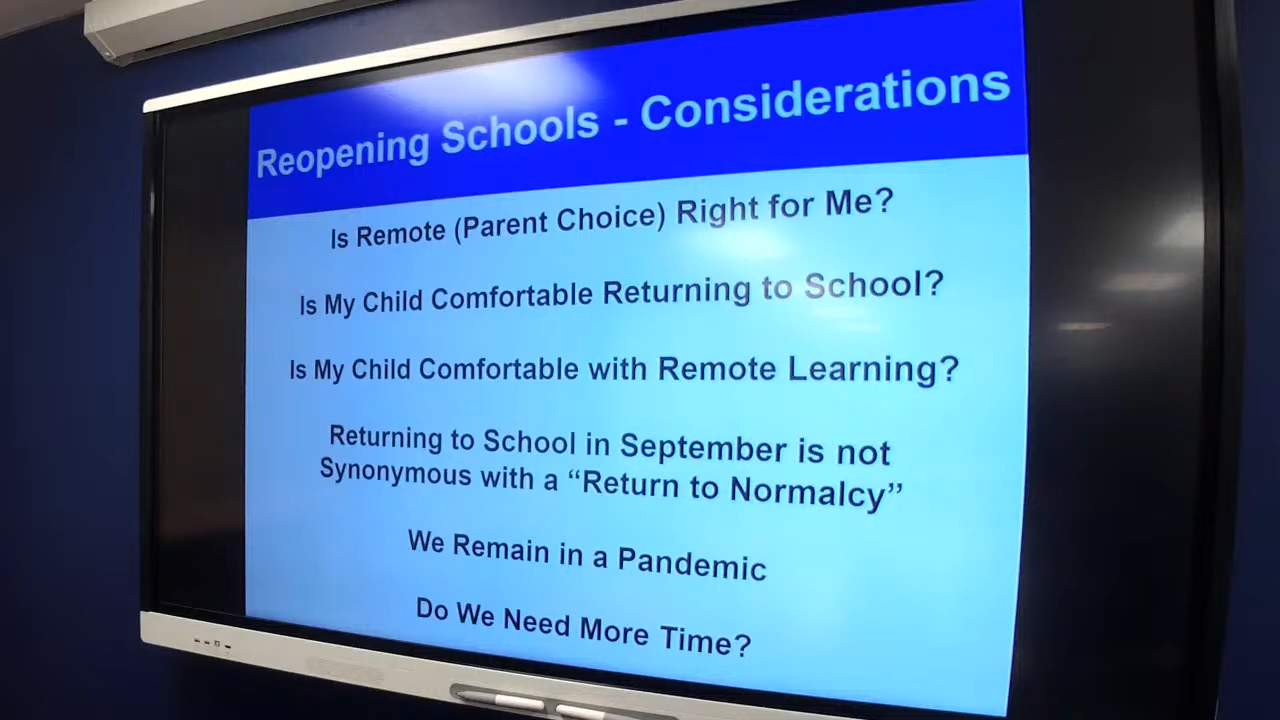 Reopening Schools - Considerations
Is Remote (Parent Choice) Right for Me?
Is My Child Comfortable Returning to School?
Is My Child Comfortable with Remote Learning?
Returning to School in September is not
Synonymous with a “Return to Normalcy”
We Remain in a Pandemic
Do We Need More Time?